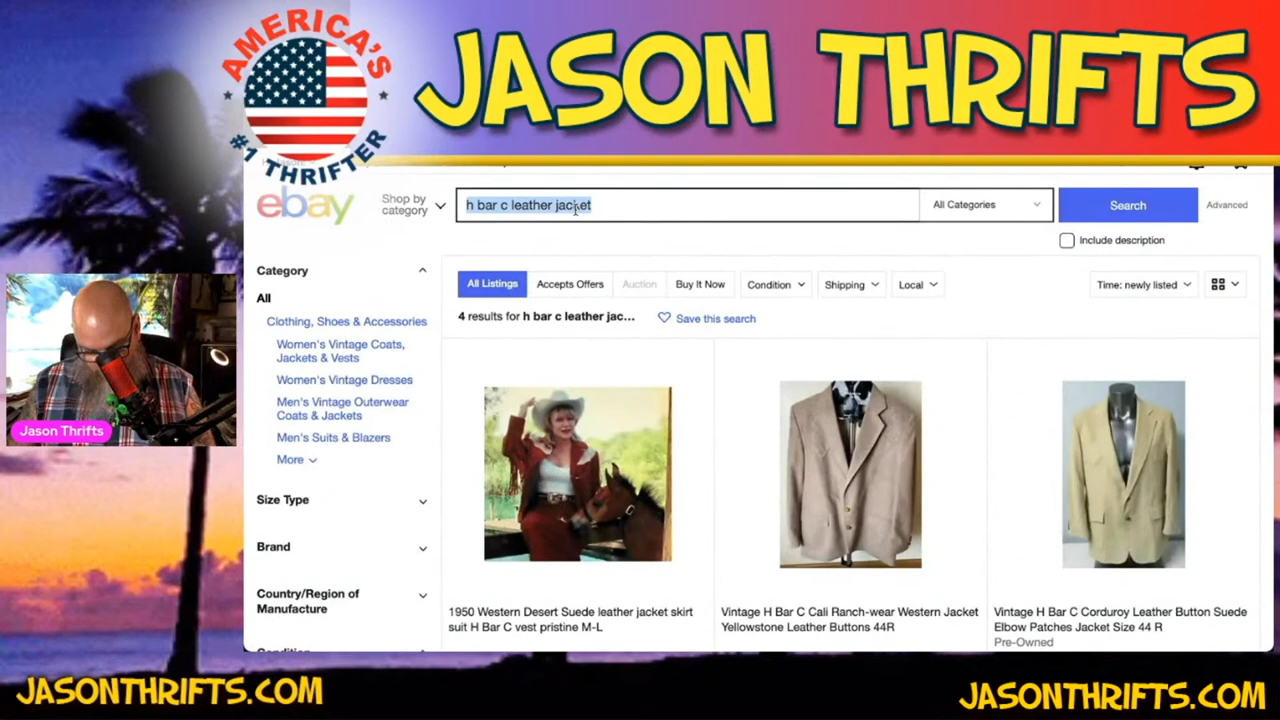 AMERICA'S
#1 THRIFTER
JASON THRIFTS
ebay
Shop by
category
h bar c leather jacket
All Categories
Search
Advanced
Include description
Category
All
Clothing, Shoes & Accessories
Women's Vintage Coats,
Jackets & Vests
Women's Vintage Dresses
Men's Vintage Outerwear
Coats & Jackets
Men's Suits & Blazers
More
Size Type
Brand
Country/Region of
Manufacture
All Listings
Accepts Offers
Auction
Buy It Now
Condition
Shipping
Local
Time: newly listed
4 results for h bar c leather jac...
Save this search
1950 Western Desert Suede leather jacket skirt
suit H Bar C vest pristine M-L
Vintage H Bar C Cali Ranch-wear Western Jacket
Yellowstone Leather Buttons 44R
Vintage H Bar C Corduroy Leather Button Suede
Elbow Patches Jacket Size 44 R
Pre-Owned
Jason Thrifts
JASONTHRIFTS.COM
JASONTHRIFTS.COM